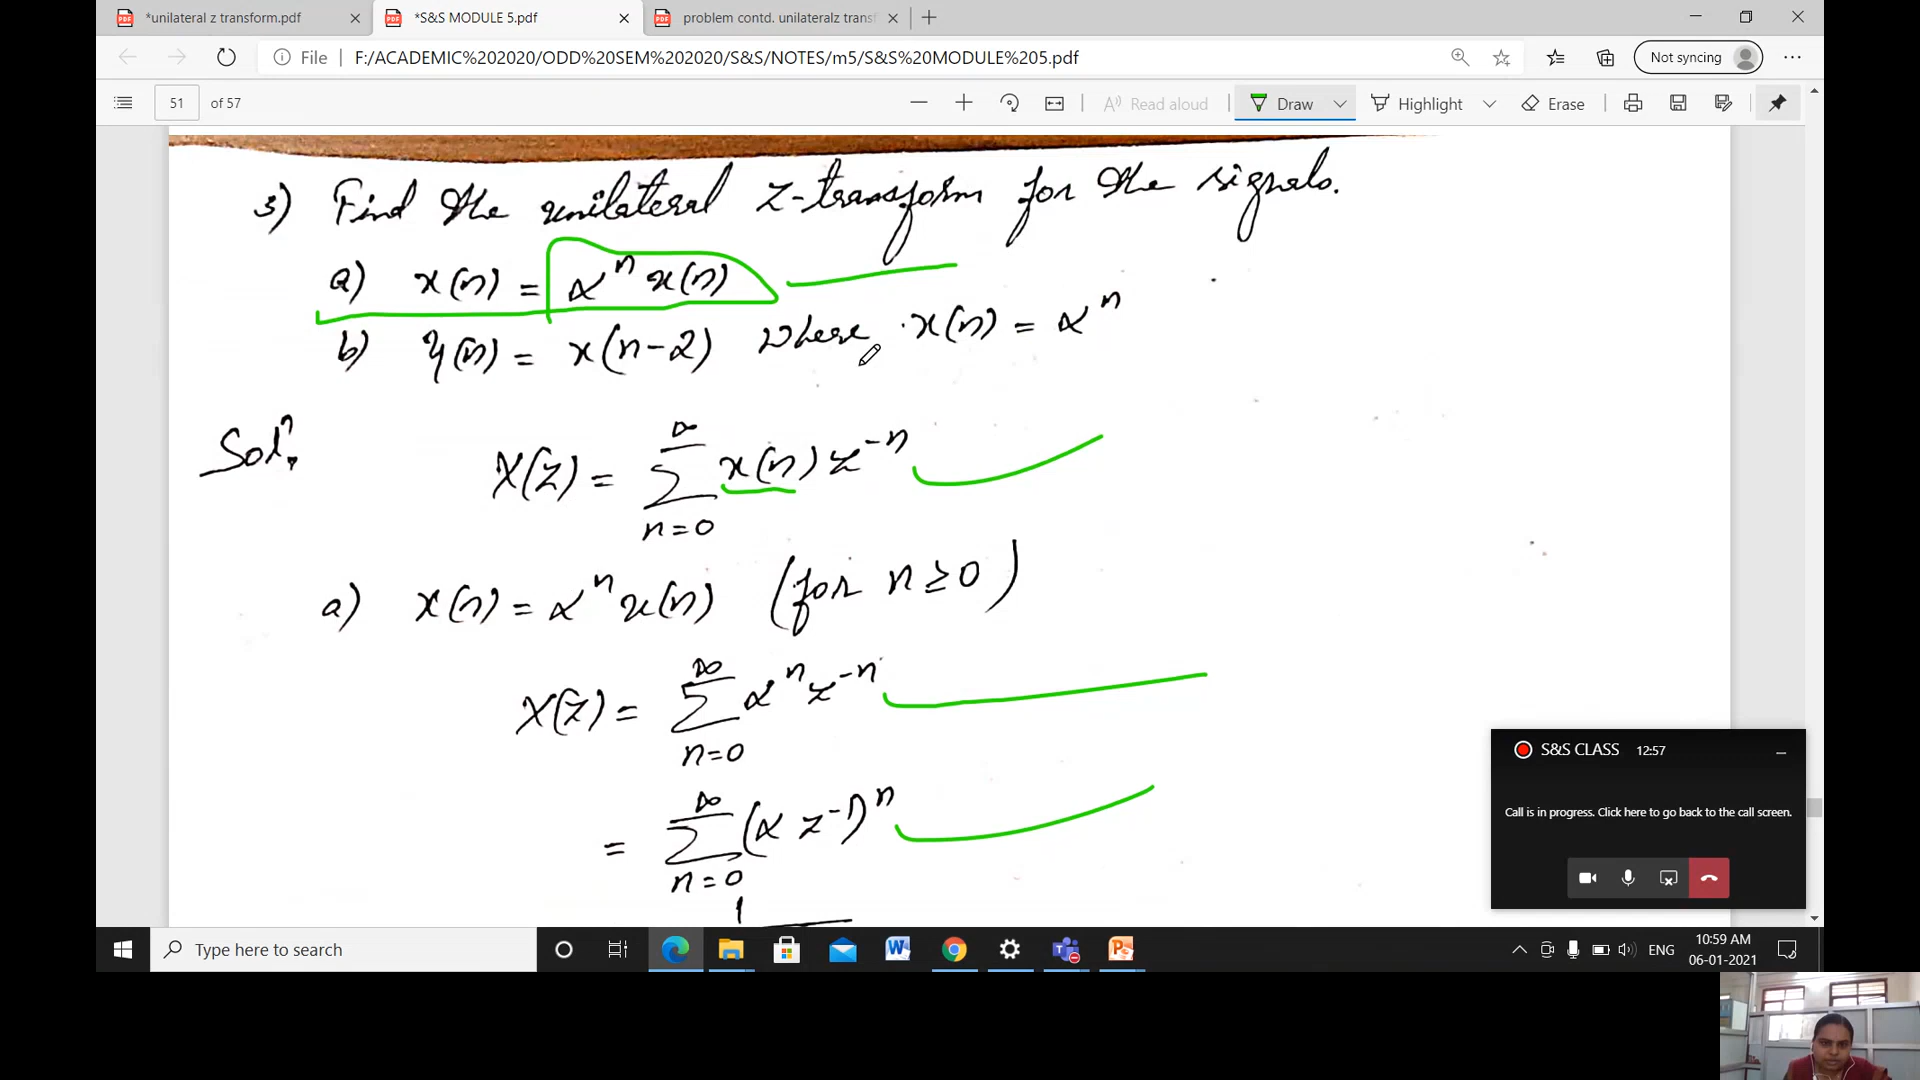 *unilateral z transform.pdf
*S&S MODULE 5.pdf
problem contd. unilateralz transf
File F:/ACADEMIC%202020/ODD%20SEM%202020/S&S/NOTES/m5/S&S%20MODULE%205.pdf
Not syncing
51 of 57
Read aloud
Draw
Highlight
Erase
3) Find the unilateral z-transform for the signals.
a) x(n) = α^n x(n)
b) y(n) = x(n-2) where x(n) = α^n
Sol^n.
X(z) = ∑_{n=0}^{∞} x(n) z^{-n}
a) x(n) = α^n u(n) (for n ≥ 0)
X(z) = ∑_{n=0}^{∞} α^n z^{-n}
= ∑_{n=0}^{∞} (α z^{-1})^n
1
S&S CLASS 12:57
Call is in progress. Click here to go back to the call screen.
Type here to search
ENG
10:59 AM
06-01-2021